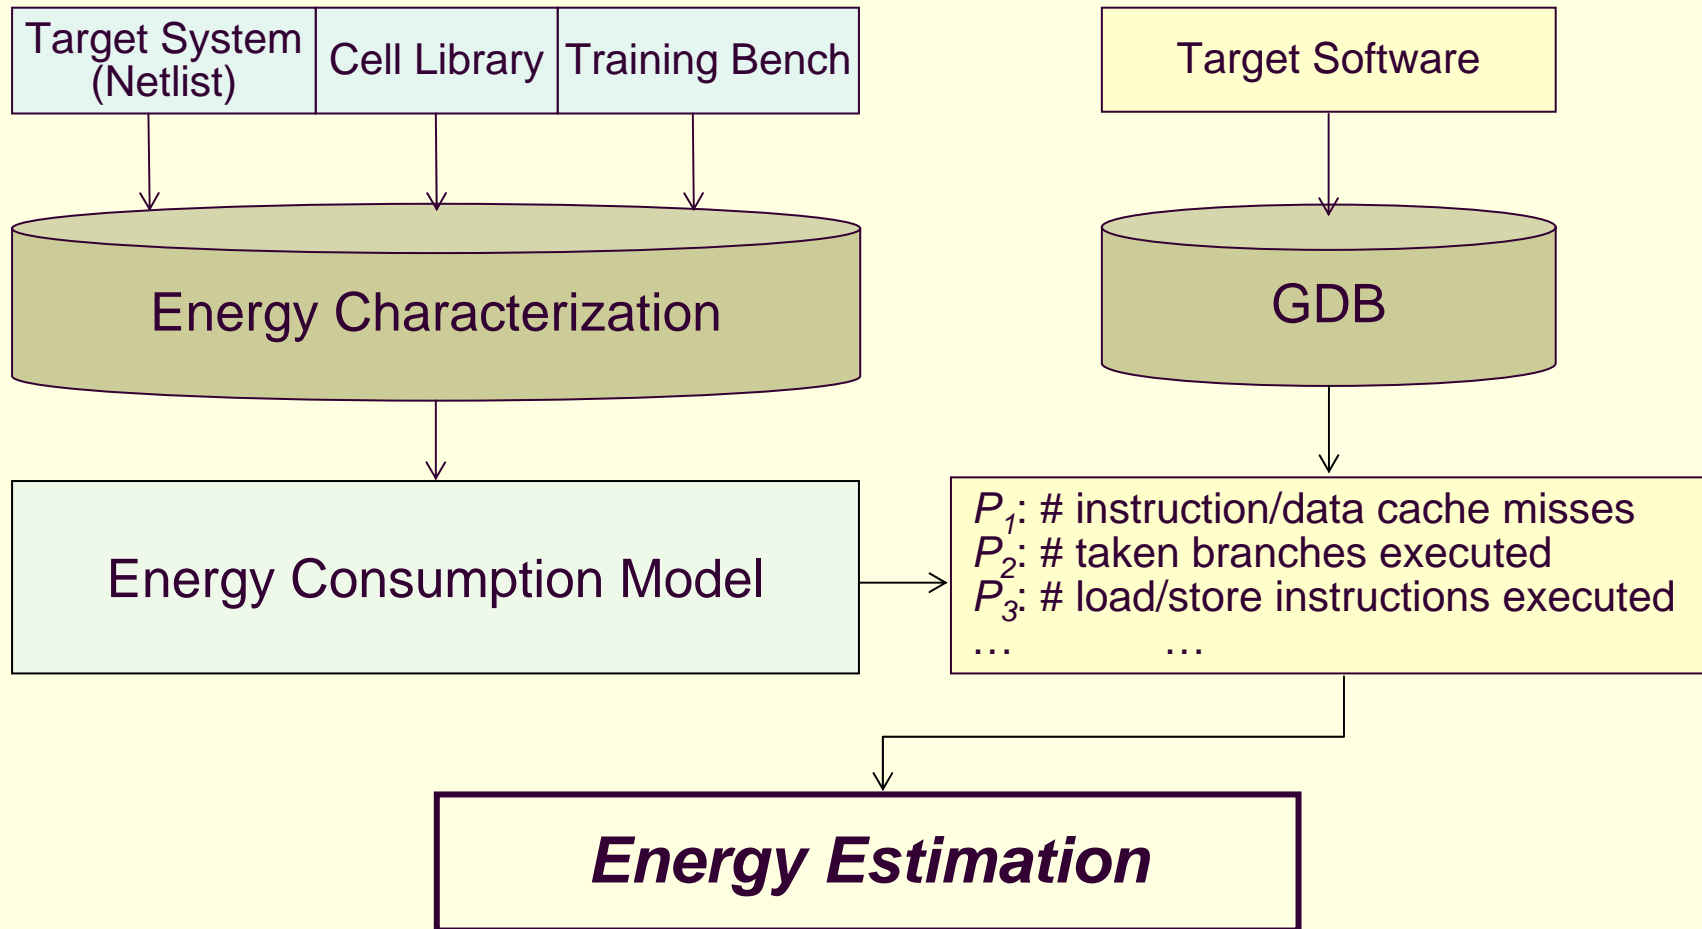 Target System
(Netlist)
Cell Library
Training Bench
Target Software
Energy Characterization
GDB
Energy Consumption Model
P1: # instruction/data cache misses
P2: # taken branches executed
P3: # load/store instructions executed
… …
Energy Estimation